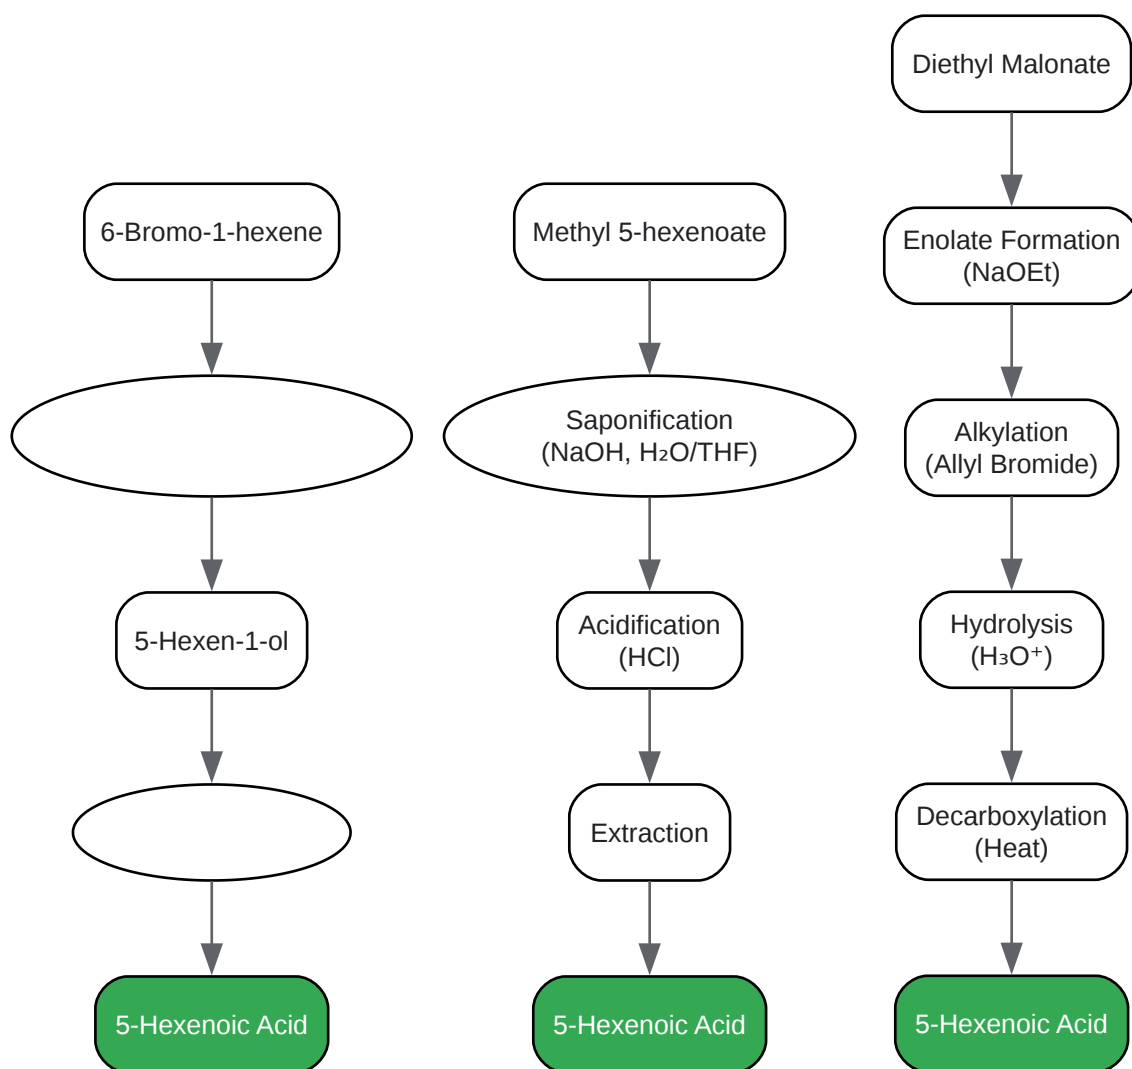 6-Bromo-1-hexene
5-Hexen-1-ol
5-Hexenoic Acid
Methyl 5-hexenoate
Saponification
(NaOH, H₂O/THF)
Acidification
(HCl)
Extraction
5-Hexenoic Acid
Diethyl Malonate
Enolate Formation
(NaOEt)
Alkylation
(Allyl Bromide)
Hydrolysis
(H₃O⁺)
Decarboxylation
(Heat)
5-Hexenoic Acid